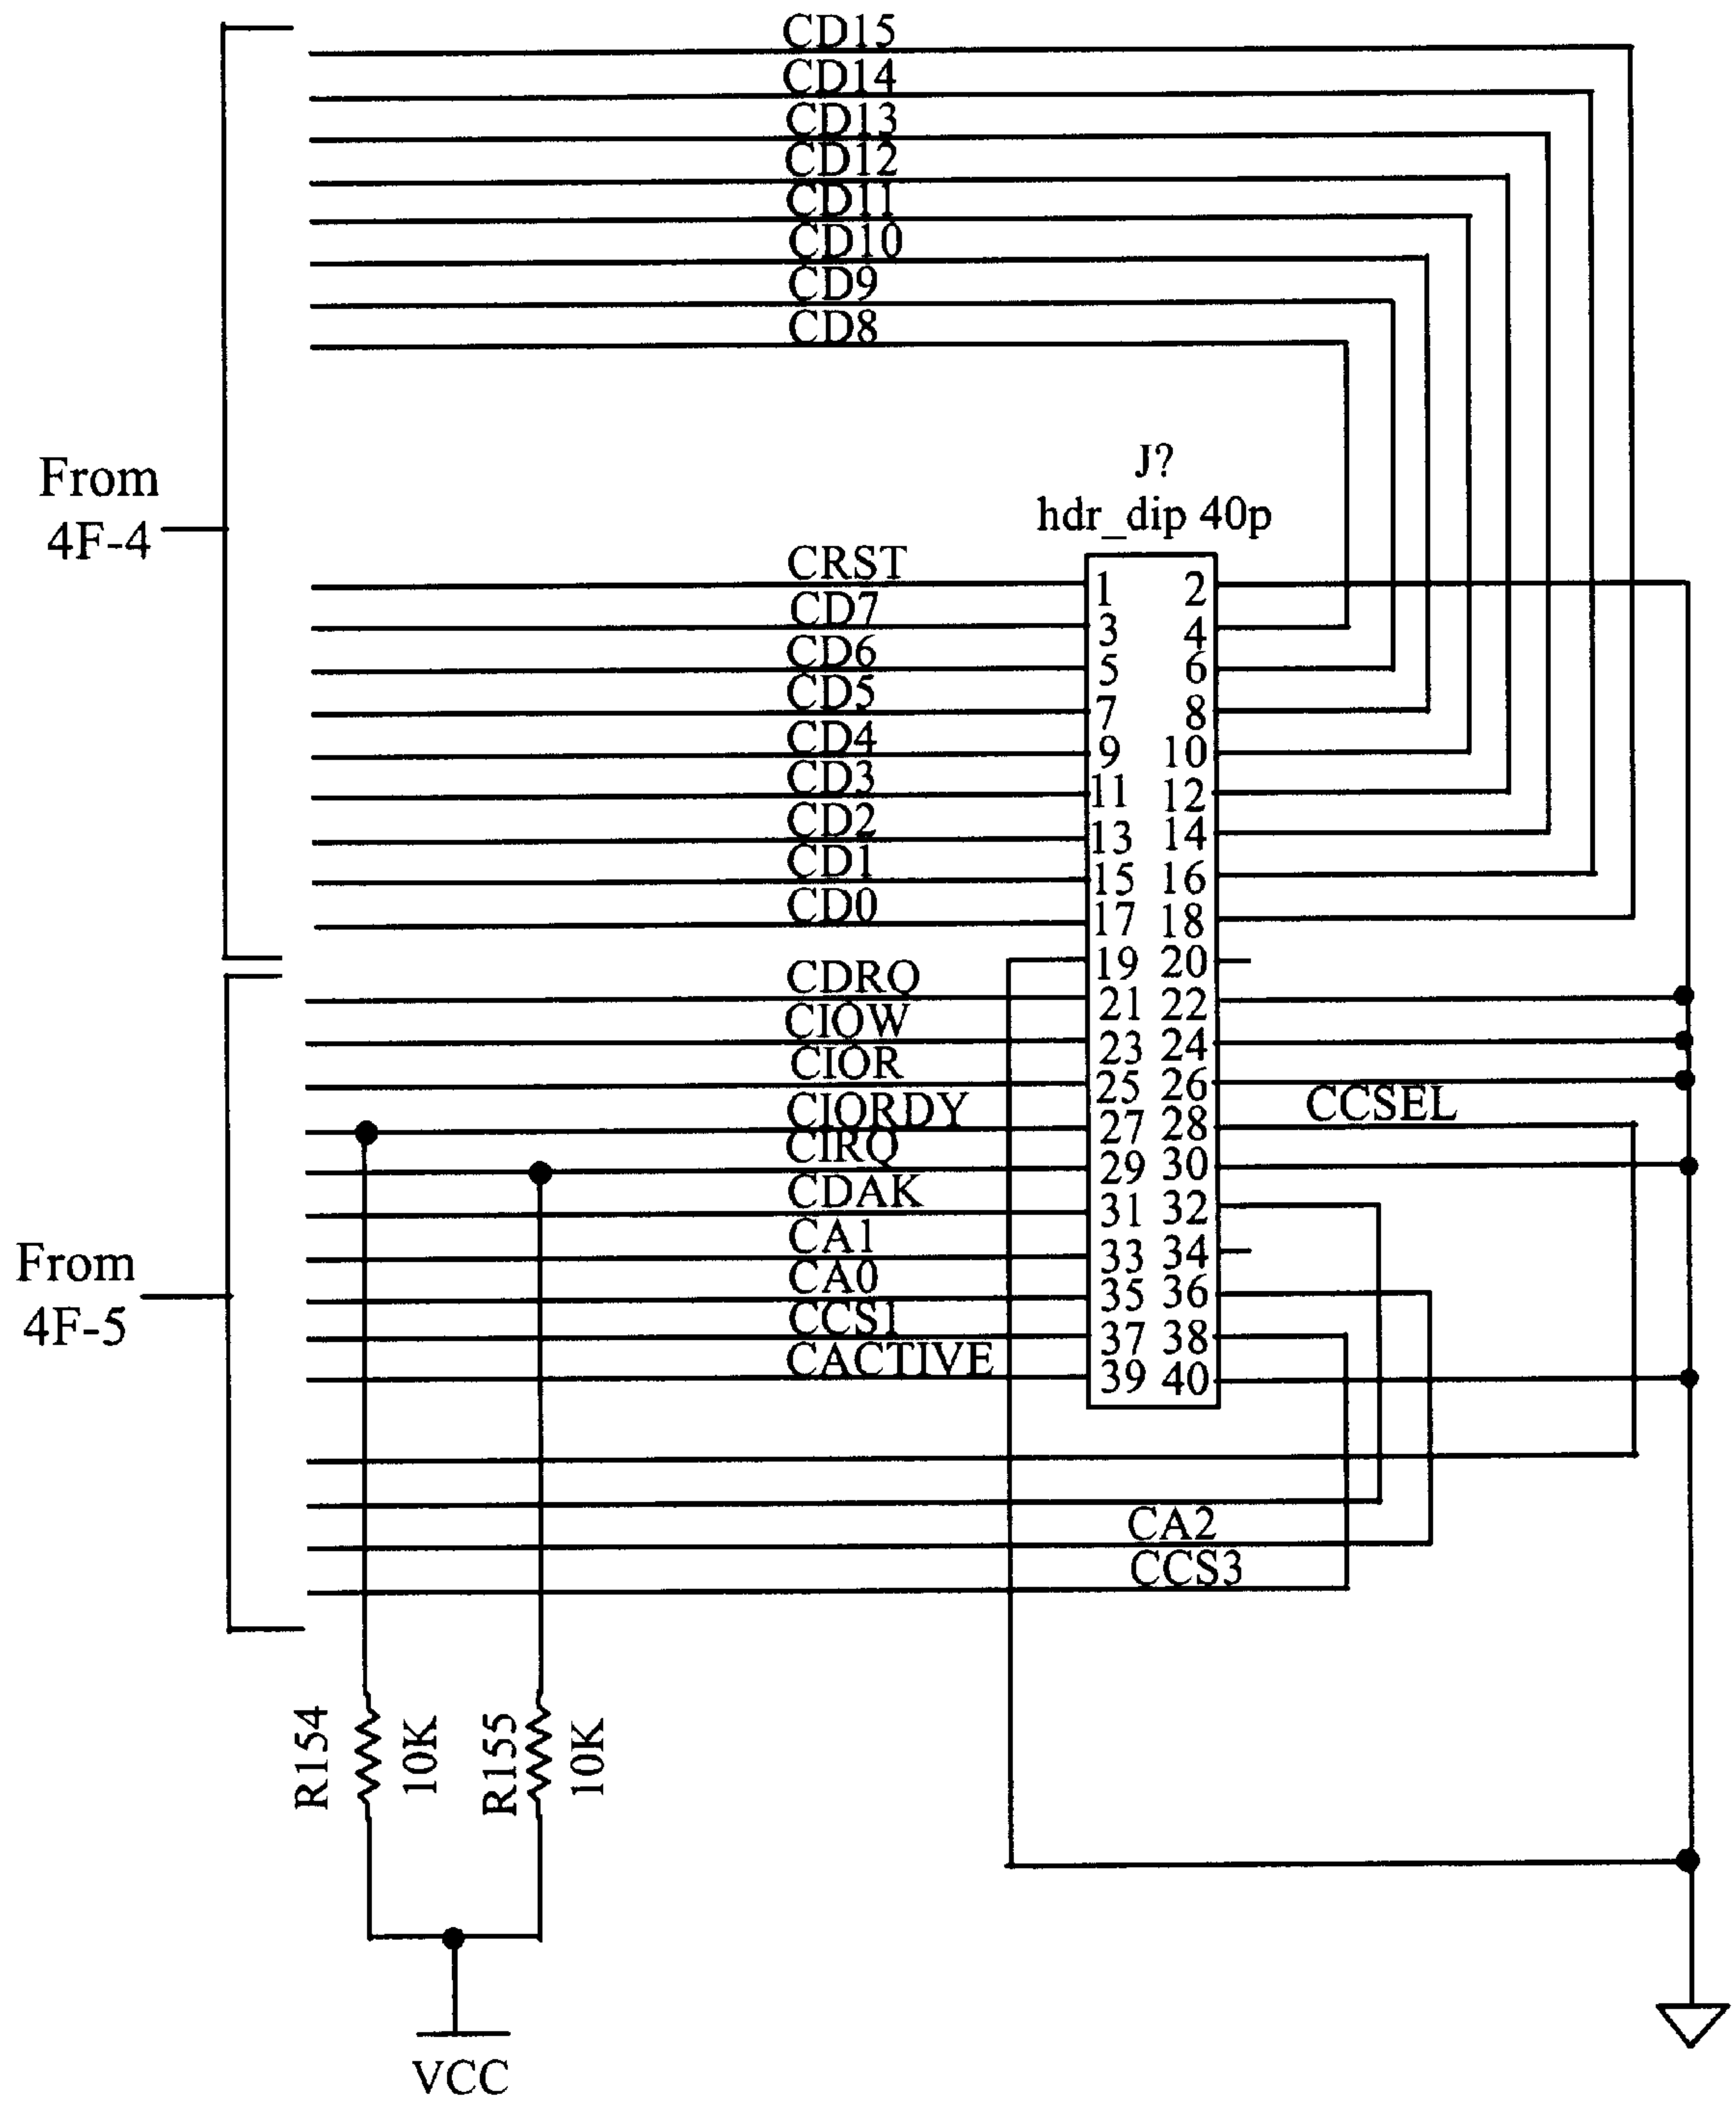 CD15
CD14
CD13
CD12
CD11
CD10
CD9
CD8
From
4F-4
J?
hdr_dip 40p
CRST
1 2
CD7
3 4
CD6
5 6
CD5
7 8
CD4
9 10
CD3
11 12
CD2
13 14
CD1
15 16
CD0
17 18
19 20
CDRQ
21 22
CIOW
23 24
CIOR
25 26
CCSEL
CIORDY
27 28
CIRQ
29 30
CDAK
31 32
CA1
33 34
From
4F-5
CA0
35 36
CCS1
37 38
CACTIVE
39 40
CA2
CCS3
R154
10K
R155
10K
VCC